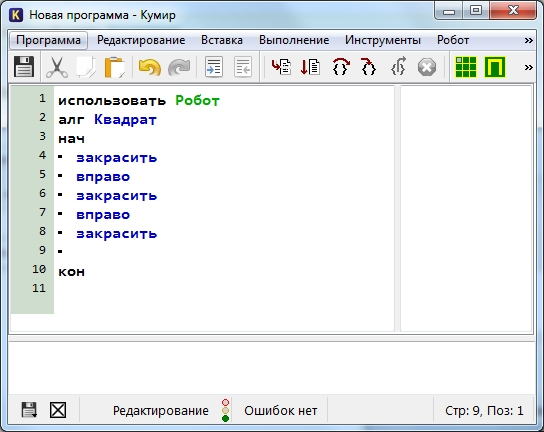 Новая программа - Кумир
Программа Редактирование Вставка Выполнение Инструменты Робот »
»
1 использовать Робот
2 алг Квадрат
3 нач
4 закрасить
5 вправо
6 закрасить
7 вправо
8 закрасить
9
10 кон
11
Редактирование Ошибок нет Стр: 9, Поз: 1